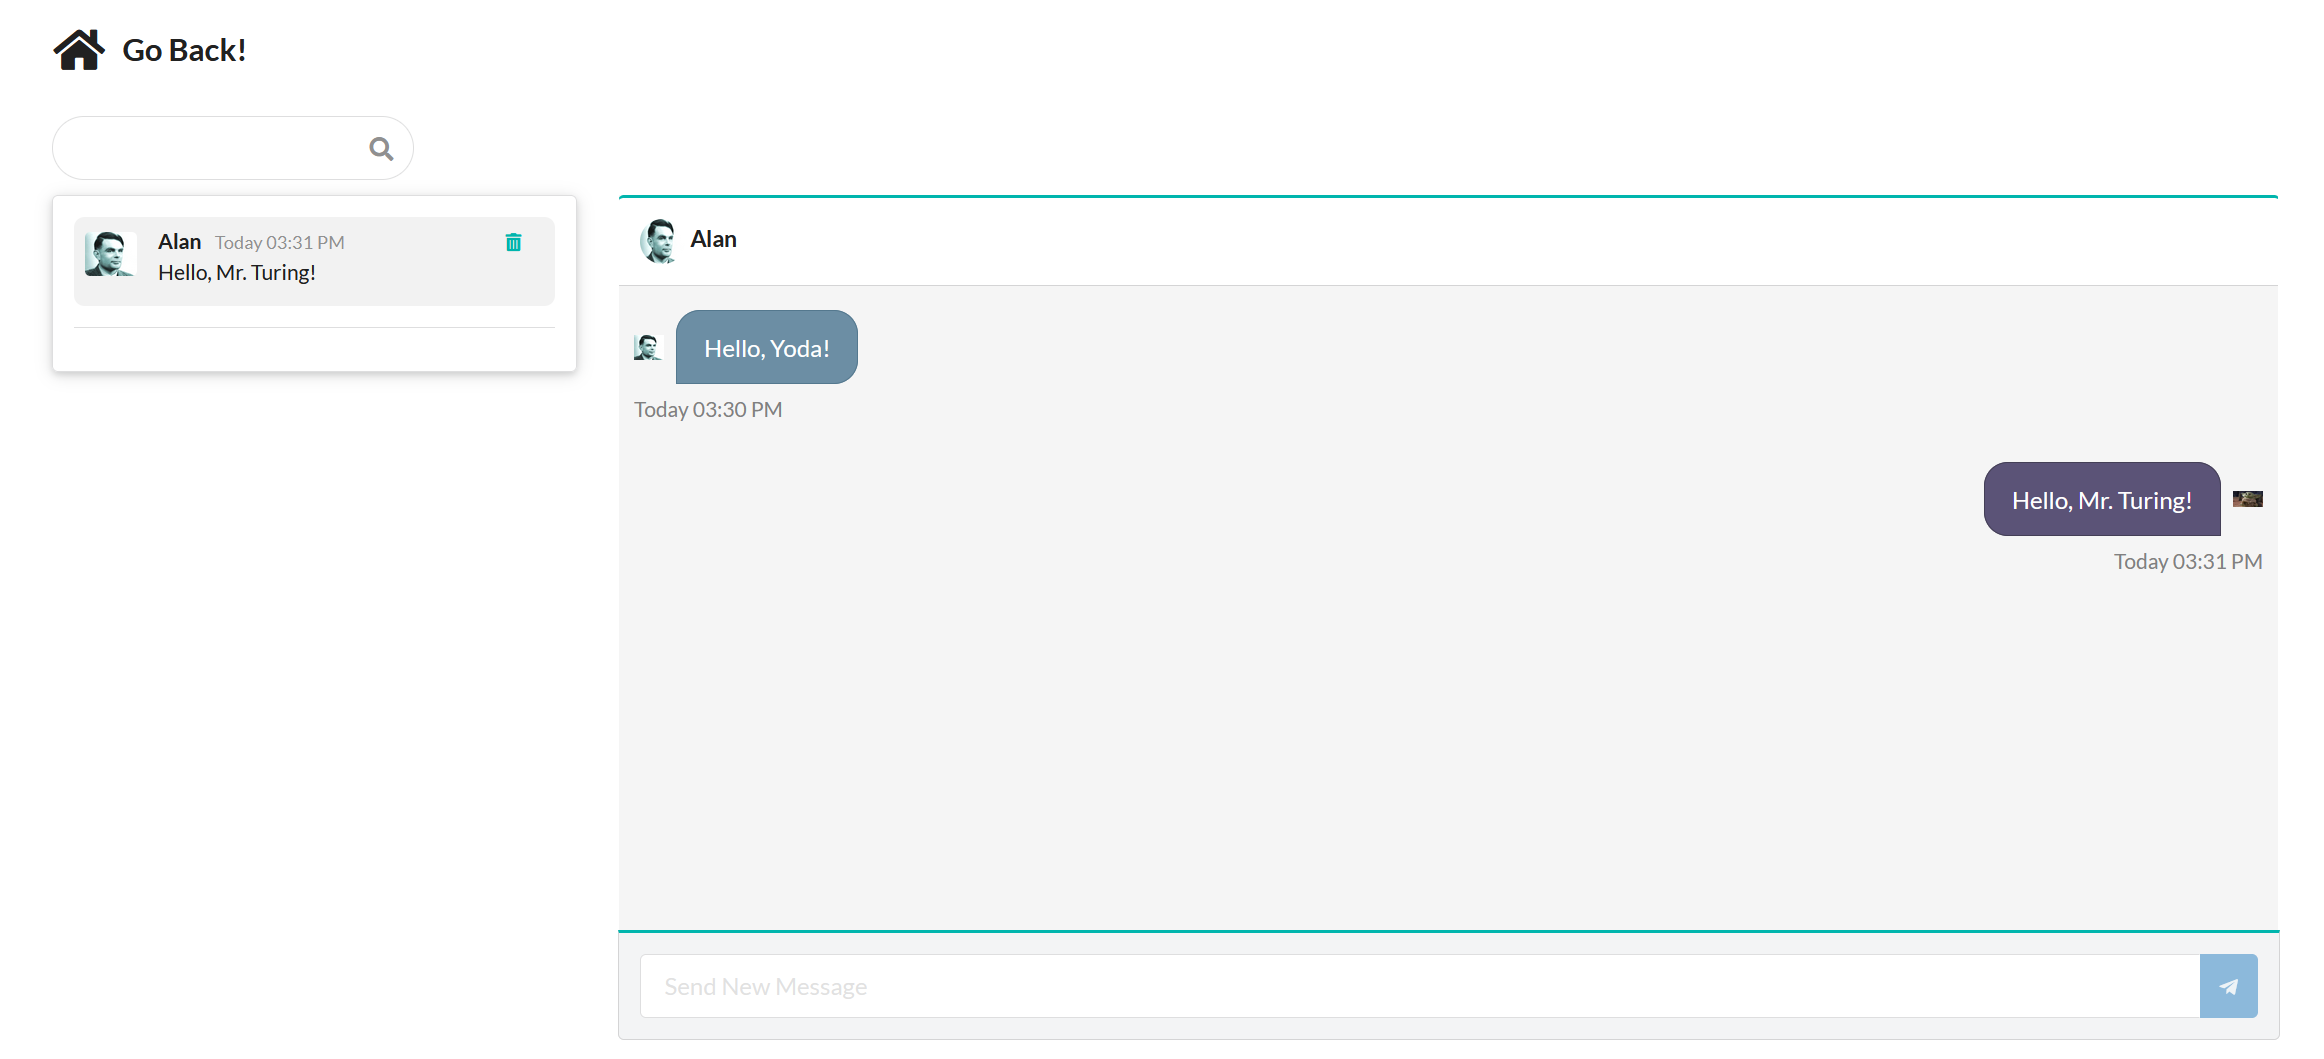 Go Back!
Alan Today 03:31 PM
Hello, Mr. Turing!
Alan
Hello, Yoda!
Today 03:30 PM
Hello, Mr. Turing!
Today 03:31 PM
Send New Message